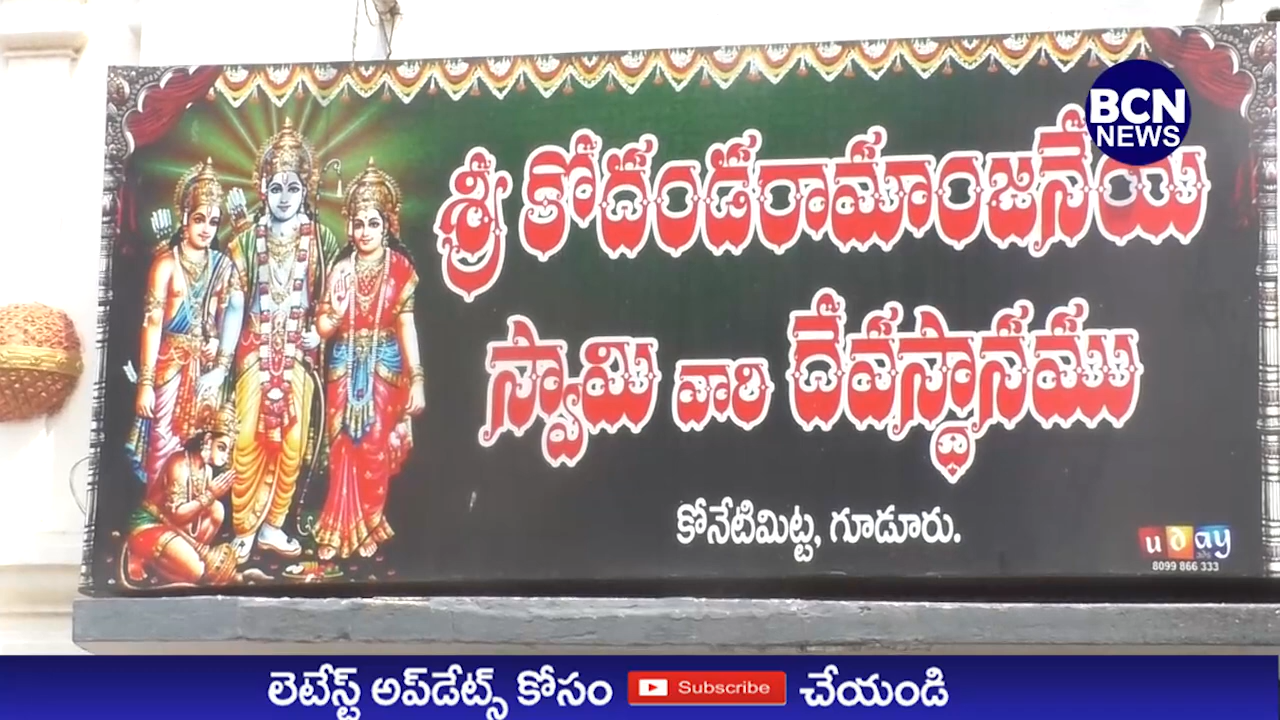 BCN
NEWS
శ్రీ కోదండరామాంజనేయ
స్వామి వారి దేవస్థానము
కోనేటిమిట్ట, గూడూరు.
uday
8099 866 333
లెటేస్ట్ అప్‌డేట్స్ కోసం Subscribe చేయండి